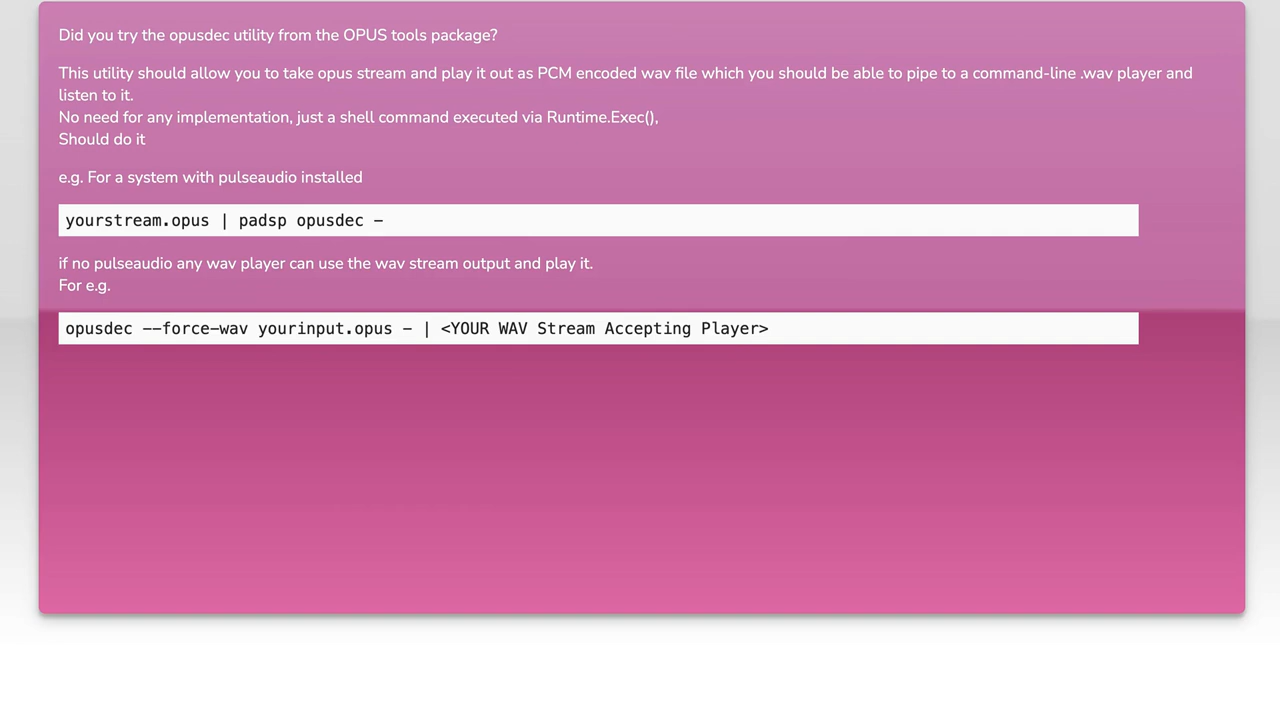 Did you try the opusdec utility from the OPUS tools package?
This utility should allow you to take opus stream and play it out as PCM encoded wav file which you should be able to pipe to a command-line .wav player and
listen to it.
No need for any implementation, just a shell command executed via Runtime.Exec(),
Should do it
e.g. For a system with pulseaudio installed
yourstream.opus | padsp opusdec -
if no pulseaudio any wav player can use the wav stream output and play it.
For e.g.
opusdec --force-wav yourinput.opus - | <YOUR WAV Stream Accepting Player>